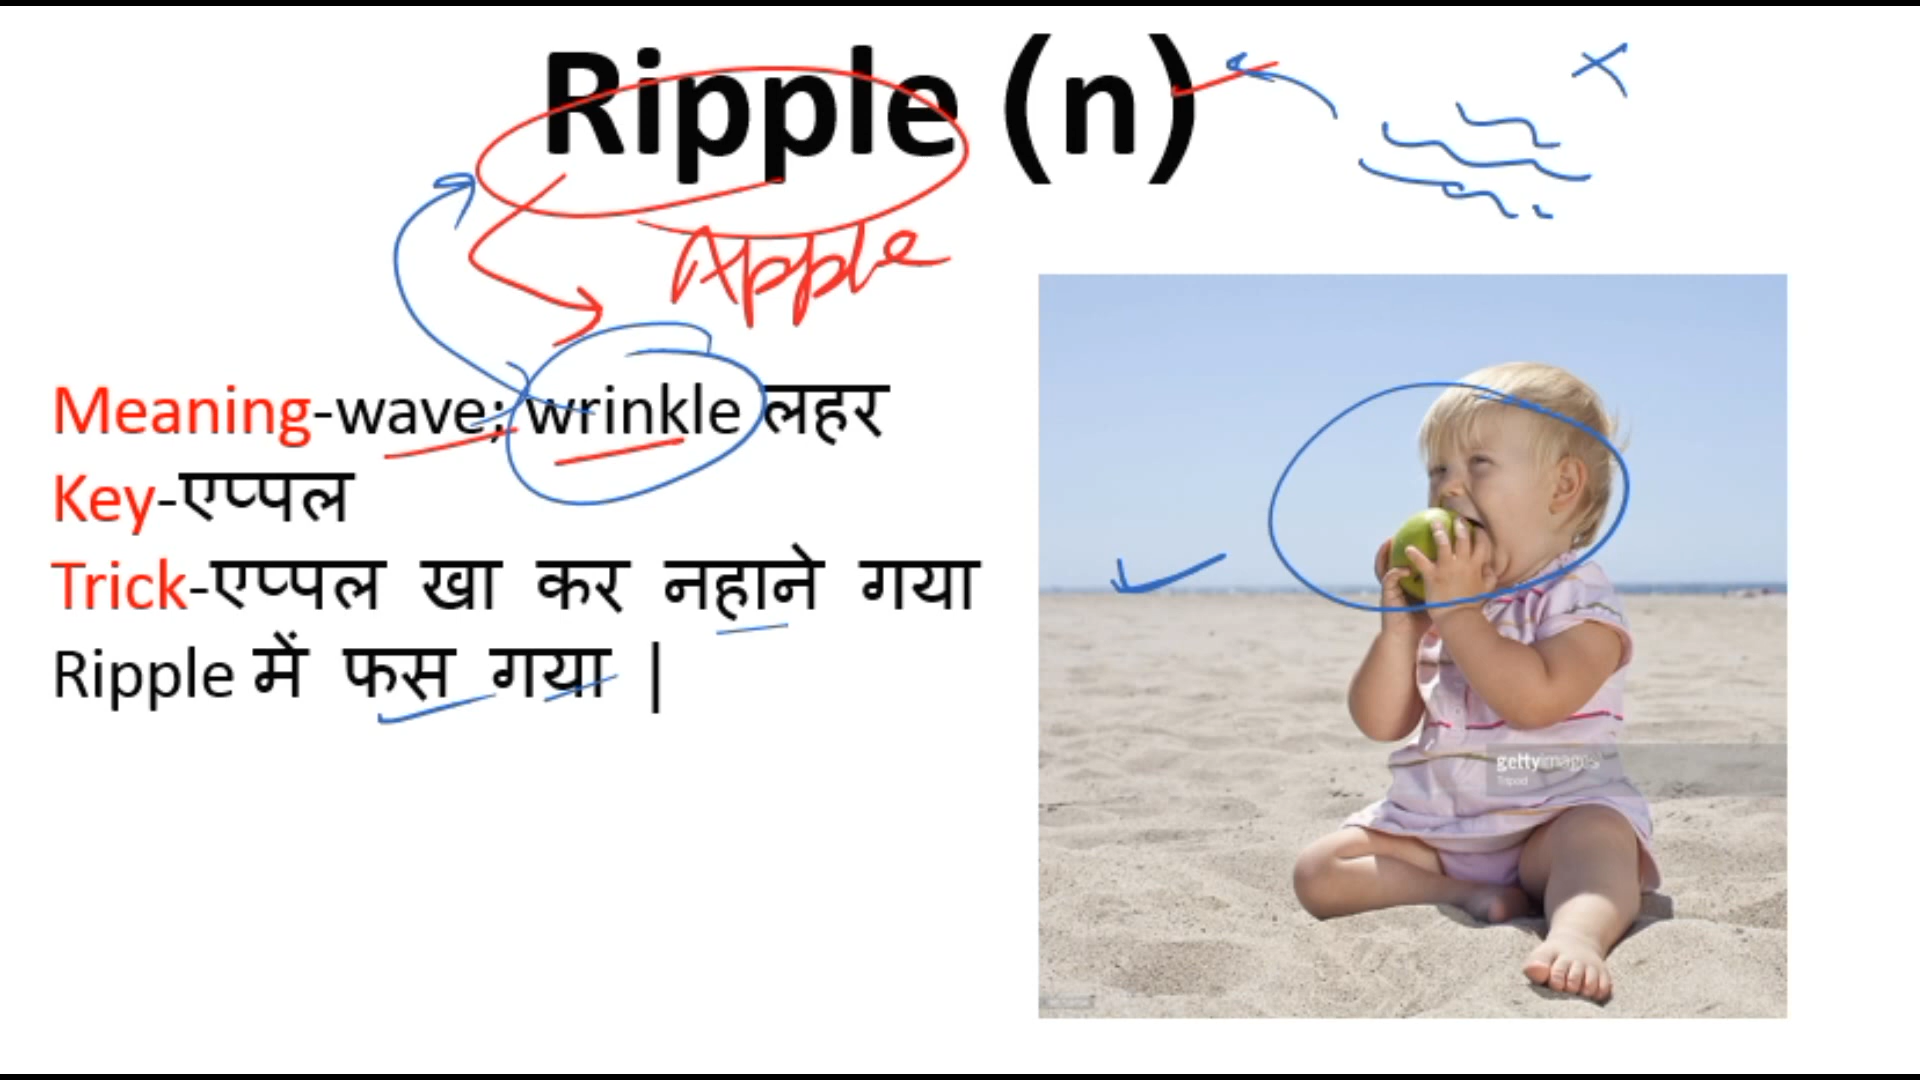 Ripple (n)
Apple
Meaning-wave; wrinkle लहर
Key-एप्पल
Trick-एप्पल खा कर नहाने गया
Ripple में फस गया |
gettyimages
Tripod